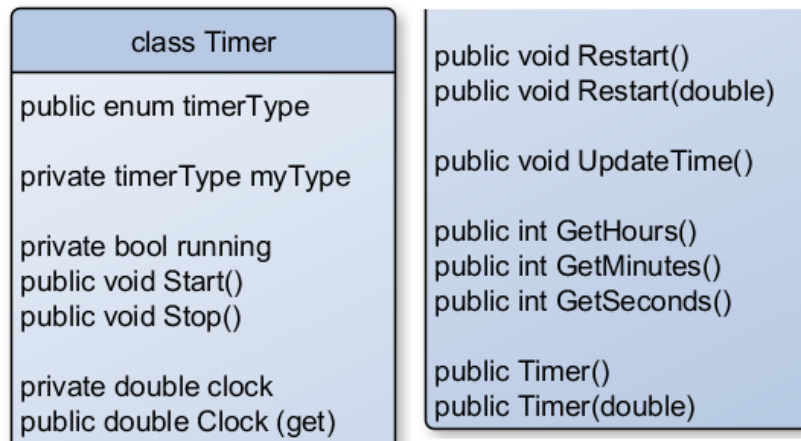 class Timer
public enum timerType
private timerType myType
private bool running
public void Start()
public void Stop()
private double clock
public double Clock (get)
public void Restart()
public void Restart(double)
public void UpdateTime()
public int GetHours()
public int GetMinutes()
public int GetSeconds()
public Timer()
public Timer(double)